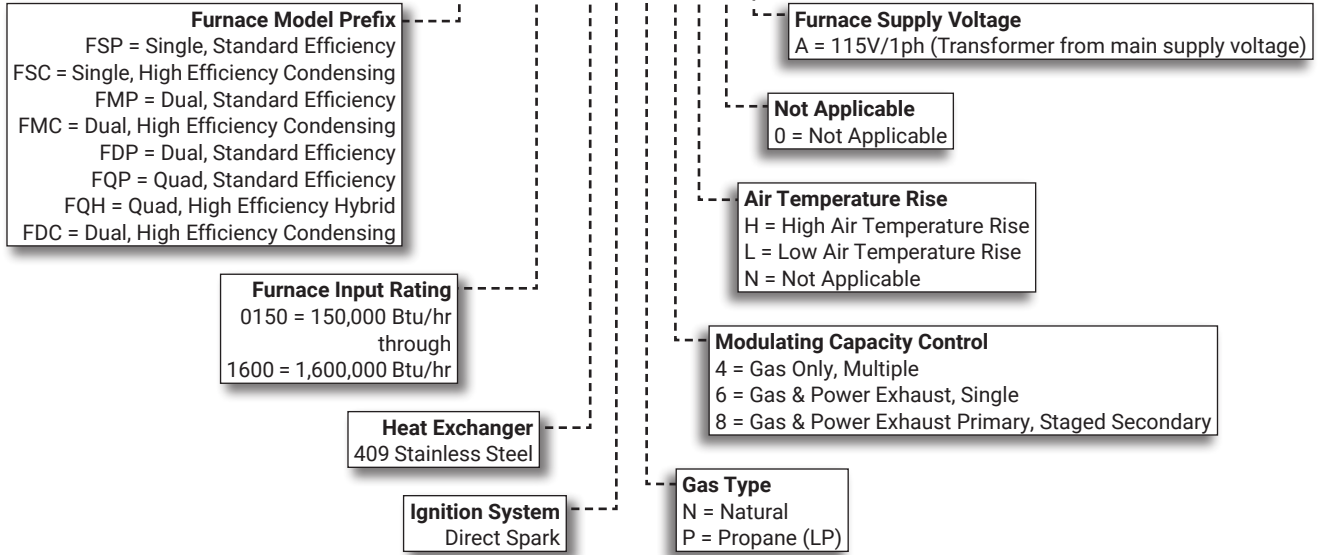 Furnace Model Prefix
FSP = Single, Standard Efficiency
FSC = Single, High Efficiency Condensing
FMP = Dual, Standard Efficiency
FMC = Dual, High Efficiency Condensing
FDP = Dual, Standard Efficiency
FQP = Quad, Standard Efficiency
FQH = Quad, High Efficiency Hybrid
FDC = Dual, High Efficiency Condensing
Furnace Input Rating
0150 = 150,000 Btu/hr
through
1600 = 1,600,000 Btu/hr
Heat Exchanger
409 Stainless Steel
Ignition System
Direct Spark
Furnace Supply Voltage
A = 115V/1ph (Transformer from main supply voltage)
Not Applicable
0 = Not Applicable
Air Temperature Rise
H = High Air Temperature Rise
L = Low Air Temperature Rise
N = Not Applicable
Modulating Capacity Control
4 = Gas Only, Multiple
6 = Gas & Power Exhaust, Single
8 = Gas & Power Exhaust Primary, Staged Secondary
Gas Type
N = Natural
P = Propane (LP)